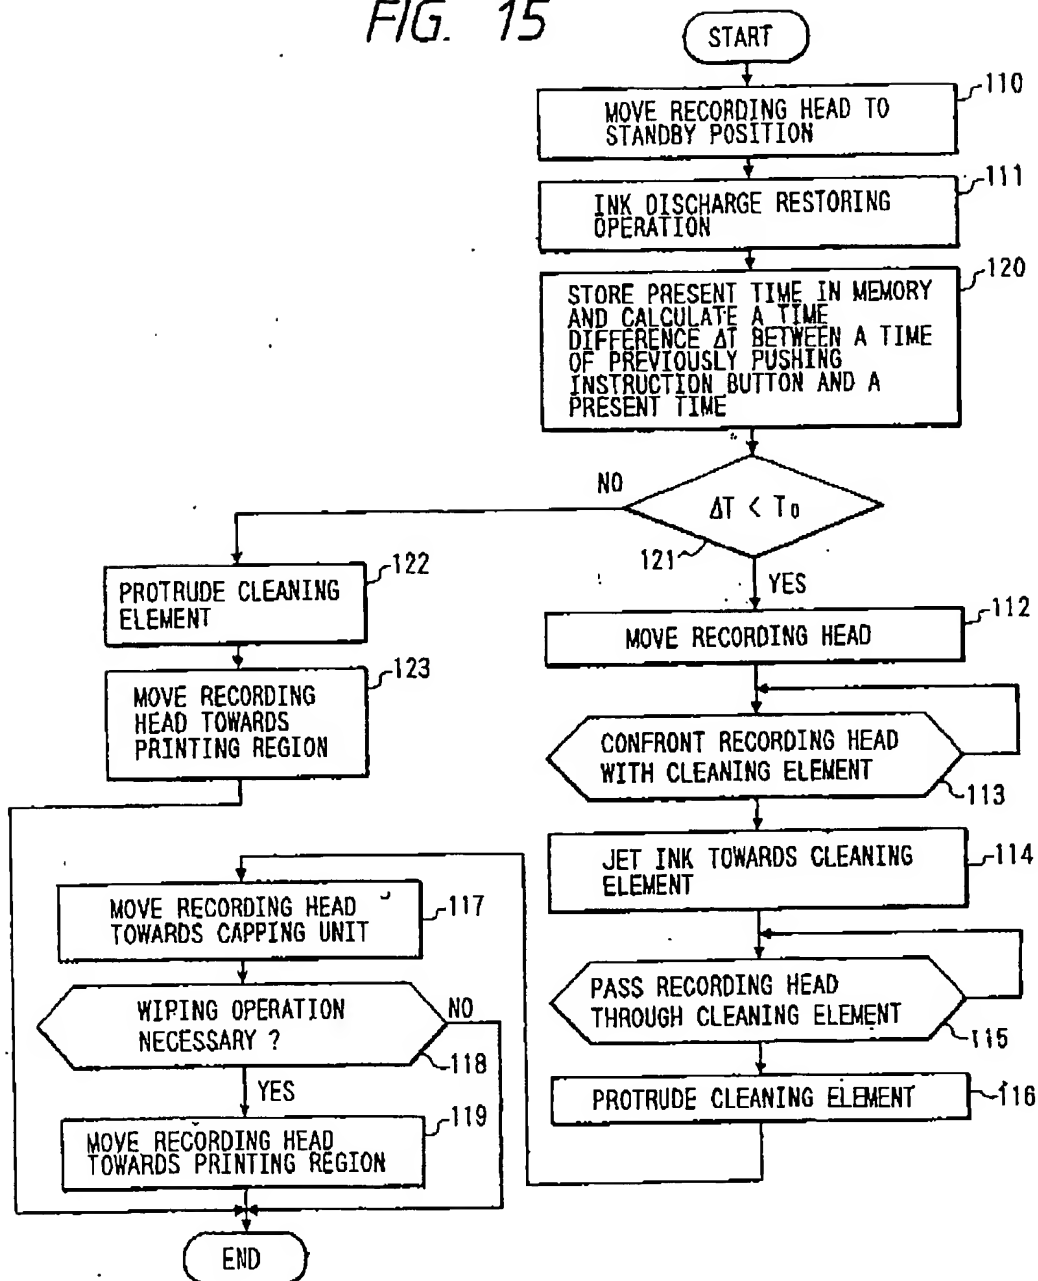 FIG. 15
START
MOVE RECORDING HEAD TO
STANDBY POSITION
110
INK DISCHARGE RESTORING
OPERATION
111
STORE PRESENT TIME IN MEMORY
AND CALCULATE A TIME
DIFFERENCE ΔT BETWEEN A TIME
OF PREVIOUSLY PUSHING
INSTRUCTION BUTTON AND A
PRESENT TIME
120
ΔT < T₀
121
NO
YES
PROTRUDE CLEANING
ELEMENT
122
MOVE RECORDING
HEAD TOWARDS
PRINTING REGION
123
MOVE RECORDING HEAD
112
CONFRONT RECORDING HEAD
WITH CLEANING ELEMENT
113
JET INK TOWARDS CLEANING
ELEMENT
114
PASS RECORDING HEAD
THROUGH CLEANING ELEMENT
115
PROTRUDE CLEANING ELEMENT
116
MOVE RECORDING HEAD
TOWARDS CAPPING UNIT
117
WIPING OPERATION
NECESSARY ?
118
NO
YES
MOVE RECORDING HEAD
TOWARDS PRINTING REGION
119
END